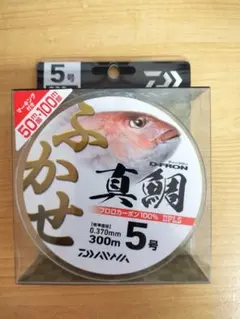 5号
DAIWA
マーキング
50m・100m
ふかせ
D-FRON
真鯛
フロロカーボン100%
0.370mm
300m
5号
DAIWA